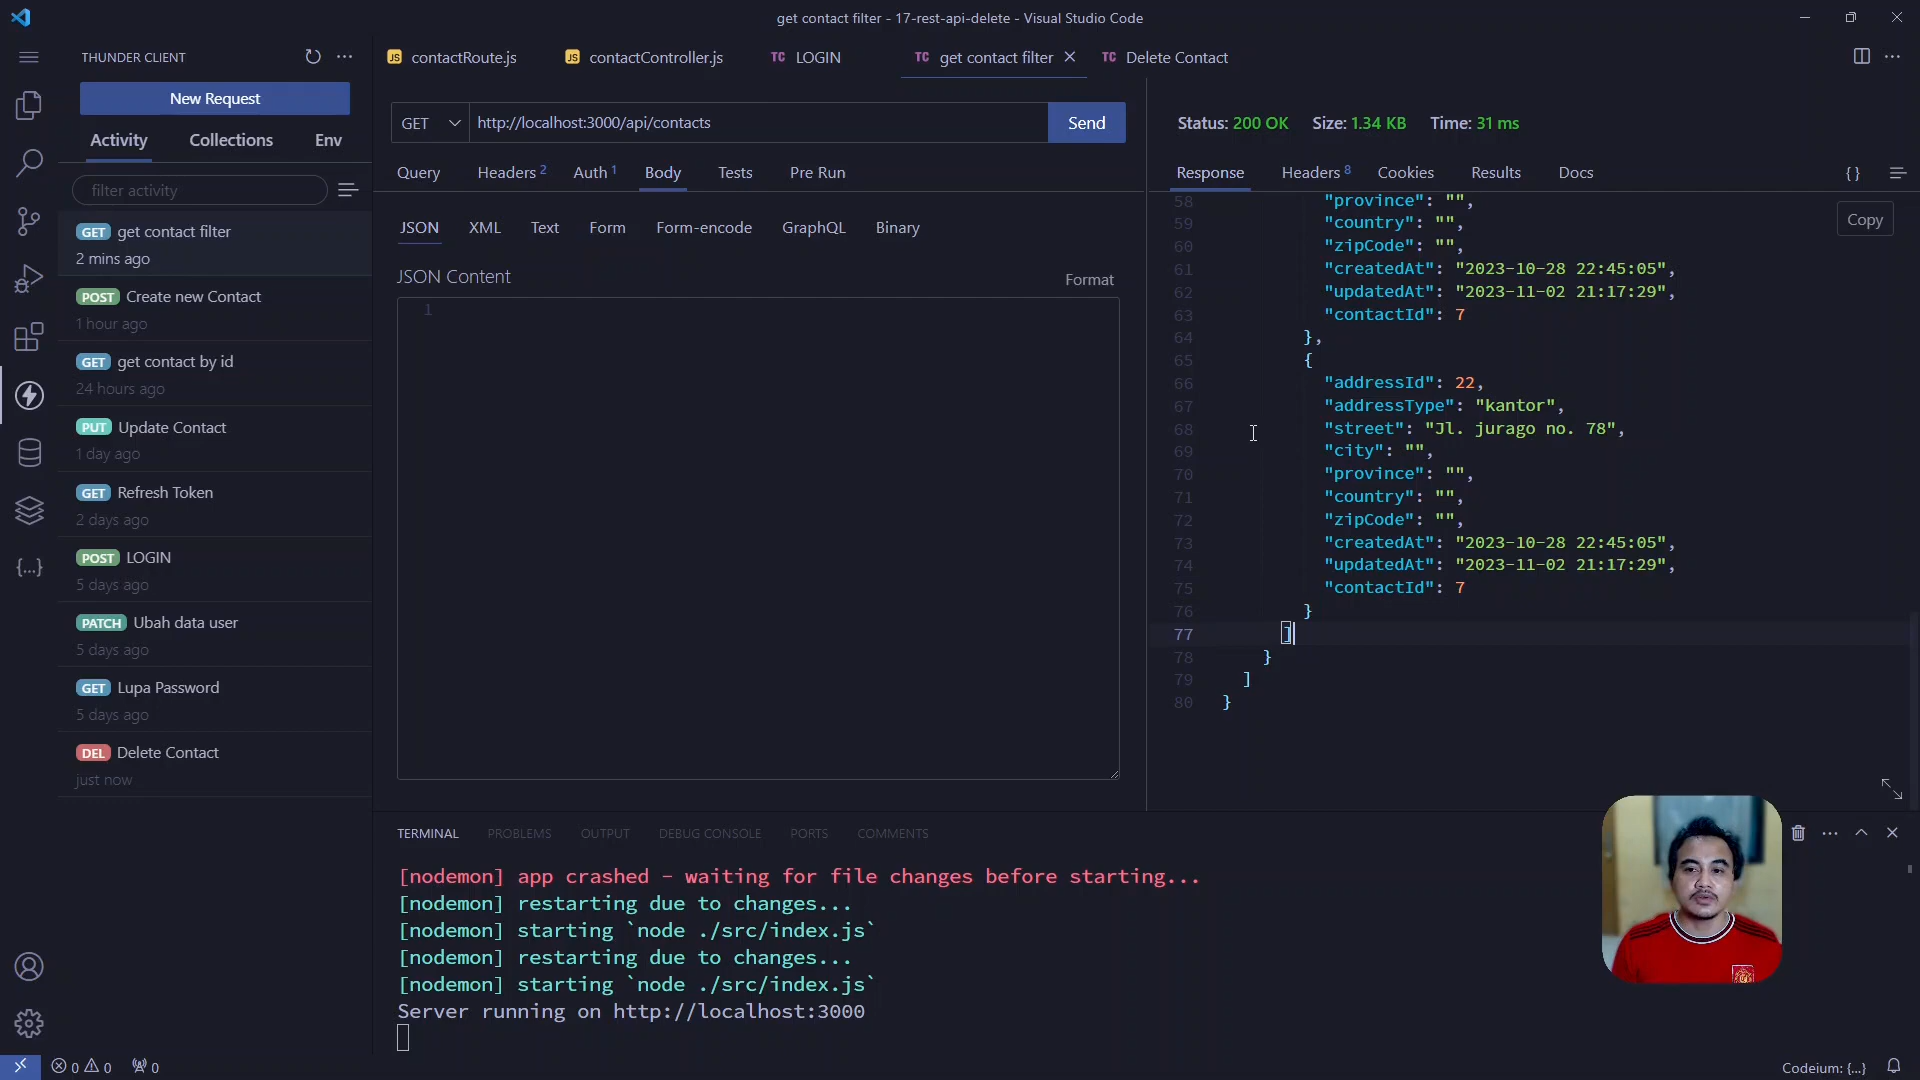 get contact filter - 17-rest-api-delete - Visual Studio Code
THUNDER CLIENT
New Request
Activity Collections Env
filter activity
GET get contact filter
2 mins ago
POST Create new Contact
1 hour ago
GET get contact by id
24 hours ago
PUT Update Contact
1 day ago
GET Refresh Token
2 days ago
POST LOGIN
5 days ago
PATCH Ubah data user
5 days ago
GET Lupa Password
5 days ago
DEL Delete Contact
just now
JS contactRoute.js JS contactController.js TC LOGIN TC get contact filter TC Delete Contact
GET http://localhost:3000/api/contacts Send
Query Headers 2 Auth 1 Body Tests Pre Run
JSON XML Text Form Form-encode GraphQL Binary
JSON Content
Format
1
Status: 200 OK Size: 1.34 KB Time: 31 ms
Response Headers 8 Cookies Results Docs {}
Copy
58 "province": "",
59 "country": "",
60 "zipCode": "",
61 "createdAt": "2023-10-28 22:45:05",
62 "updatedAt": "2023-11-02 21:17:29",
63 "contactId": 7
64 },
65 {
66 "addressId": 22,
67 "addressType": "kantor",
68 "street": "Jl. jurago no. 78",
69 "city": "",
70 "province": "",
71 "country": "",
72 "zipCode": "",
73 "createdAt": "2023-10-28 22:45:05",
74 "updatedAt": "2023-11-02 21:17:29",
75 "contactId": 7
76 }
77 ]
78 }
79 ]
80 }
TERMINAL PROBLEMS OUTPUT DEBUG CONSOLE PORTS COMMENTS
[nodemon] app crashed - waiting for file changes before starting...
[nodemon] restarting due to changes...
[nodemon] starting `node ./src/index.js`
[nodemon] restarting due to changes...
[nodemon] starting `node ./src/index.js`
Server running on http://localhost:3000
0 0 0
Codeium: {...}